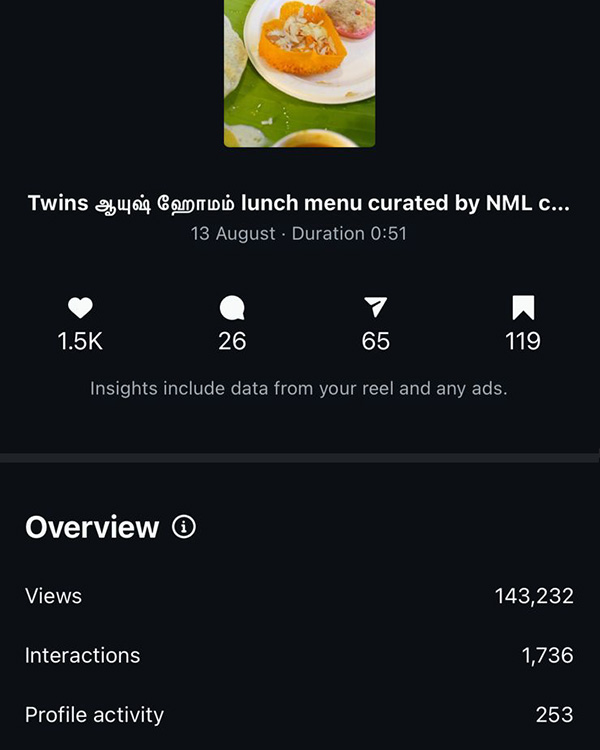 Twins ஆயுஷ் ஹோமம் lunch menu curated by NML c...
13 August · Duration 0:51
1.5K 26 65 119
Insights include data from your reel and any ads.
Overview
Views 143,232
Interactions 1,736
Profile activity 253